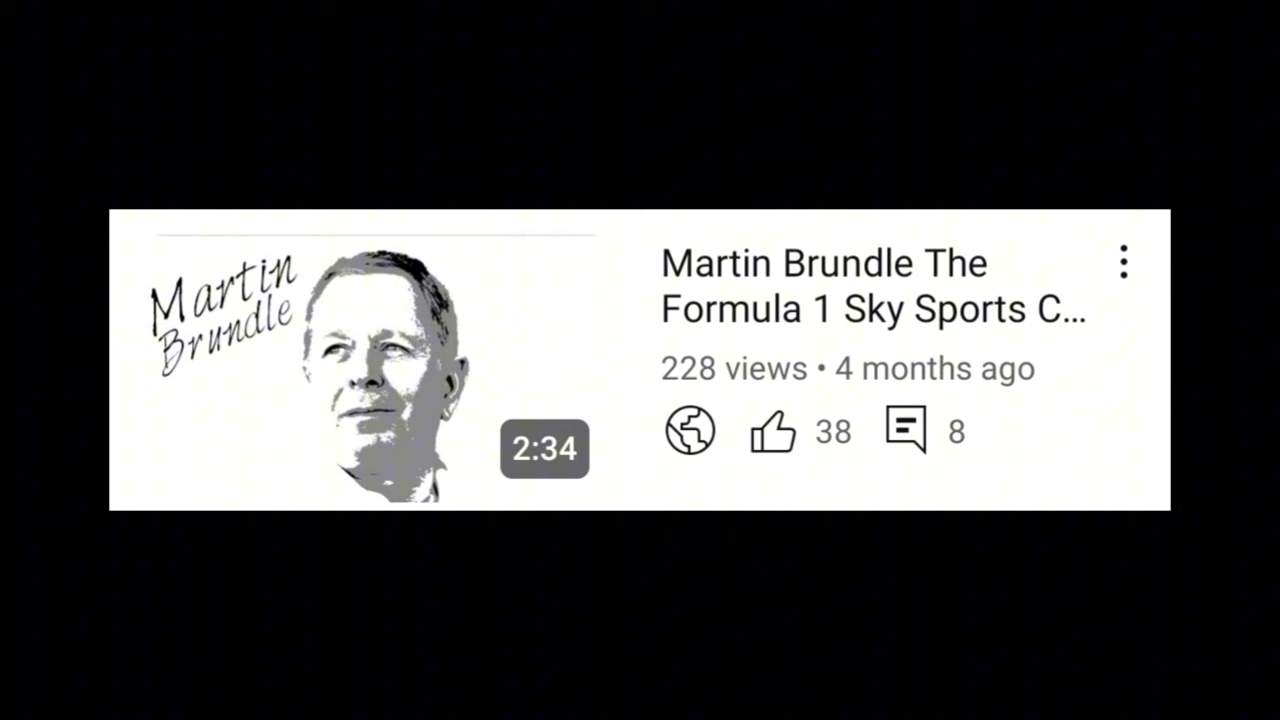 Martin
Brundle
2:34
Martin Brundle The
Formula 1 Sky Sports C...
228 views • 4 months ago
38
8